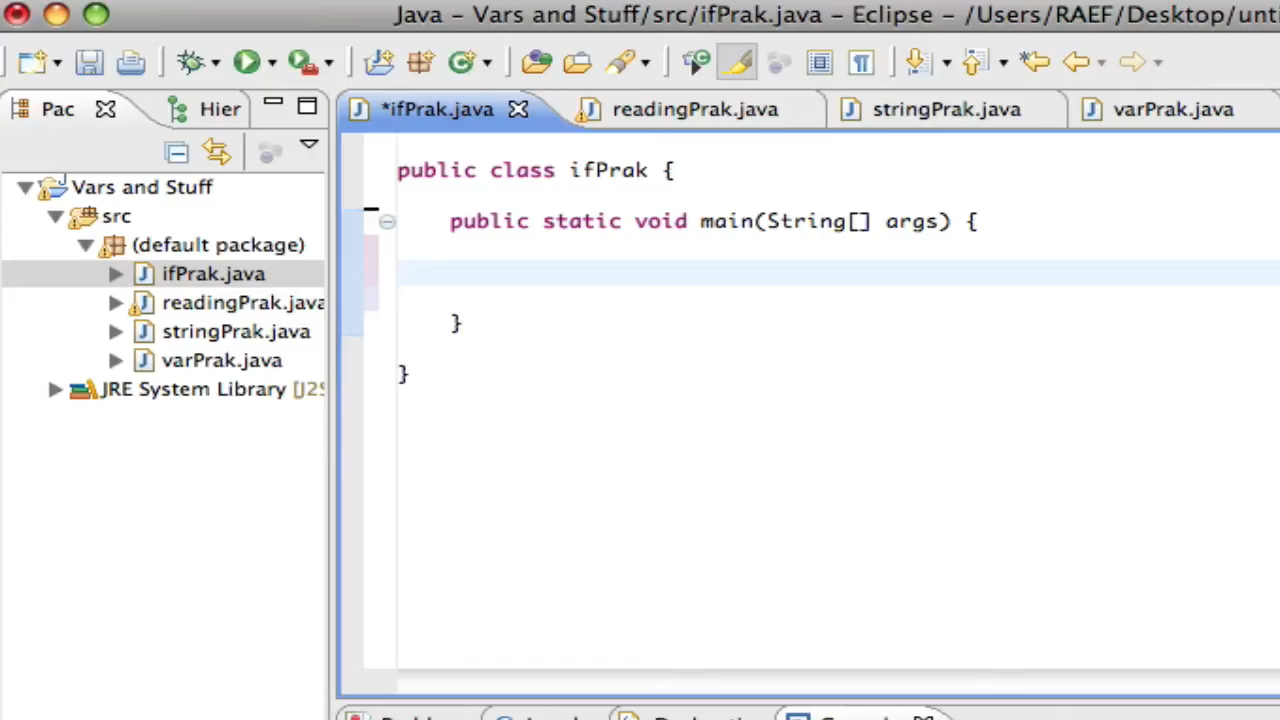 Java - Vars and Stuff/src/ifPrak.java - Eclipse - /Users/RAEF/Desktop/unt
Pac
Hier
*ifPrak.java
readingPrak.java
stringPrak.java
varPrak.java
Vars and Stuff
src
(default package)
ifPrak.java
readingPrak.java
stringPrak.java
varPrak.java
JRE System Library [J2S
public class ifPrak {
public static void main(String[] args) {
}
}